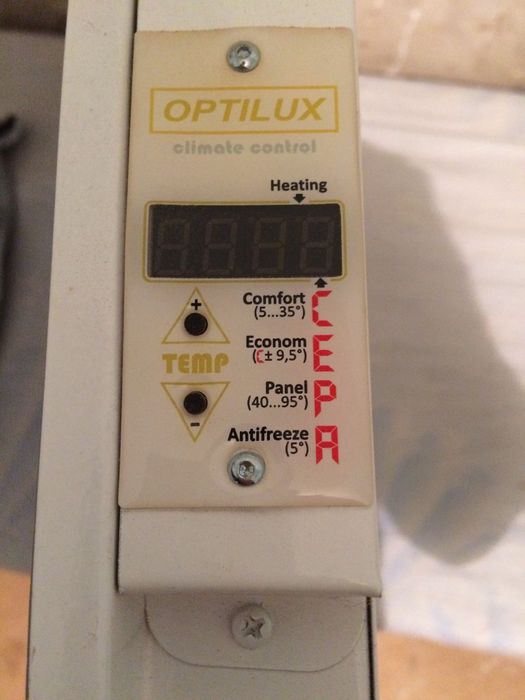 OPTILUX
climate control
Heating
Comfort C
(5...35°)
Econom E
(C± 9,5°)
+
TEMP
Panel P
(40...95°)
-
Antifreeze A
(5°)